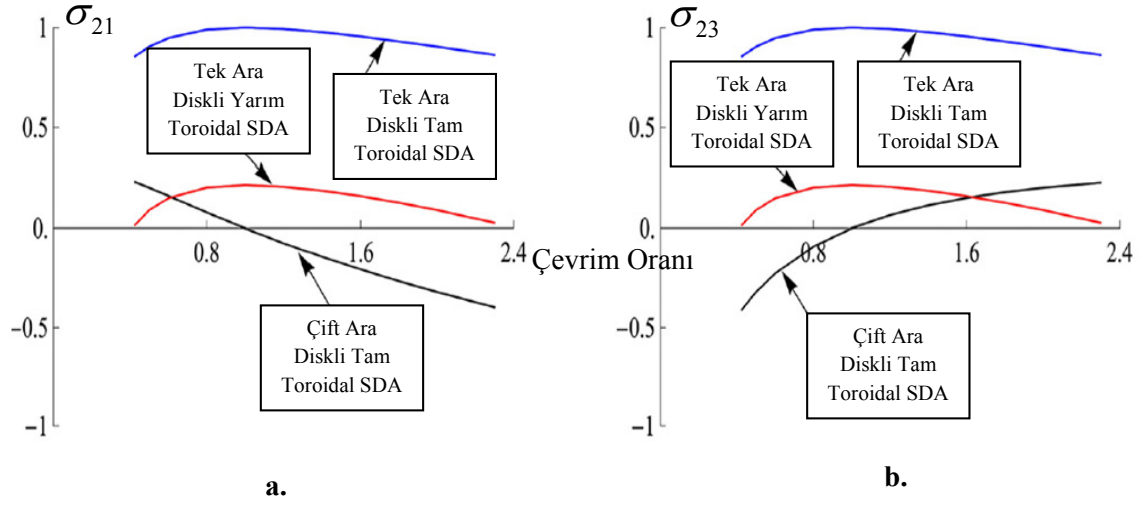 σ21
1
Tek Ara
Diskli Yarım
Toroidal SDA
Tek Ara
Diskli Tam
Toroidal SDA
0.5
0.
0.8
1.6
2.4
Çevrim Oranı
−0.5
Çift Ara
Diskli Tam
Toroidal SDA
−1
a.
σ23
1
Tek Ara
Diskli Yarım
Toroidal SDA
Tek Ara
Diskli Tam
Toroidal SDA
0.5
0.
0.8
1.6
2.4
−0.5
Çift Ara
Diskli Tam
Toroidal SDA
−1
b.